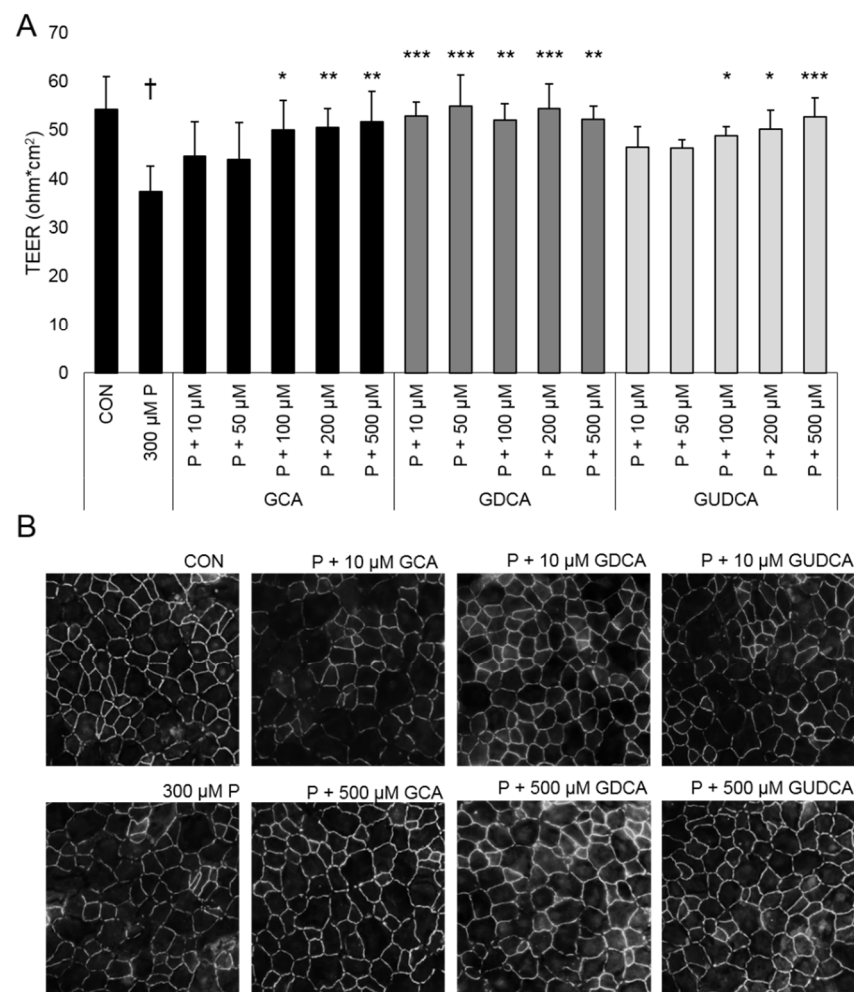 A
70
60
50
40
30
20
10
0
TEER (ohm*cm²)
†
* ** **
*** *** ** *** **
* * ***
CON
300 µM P
P + 10 µM
P + 50 µM
P + 100 µM
P + 200 µM
P + 500 µM
P + 10 µM
P + 50 µM
P + 100 µM
P + 200 µM
P + 500 µM
P + 10 µM
P + 50 µM
P + 100 µM
P + 200 µM
P + 500 µM
GCA GDCA GUDCA
B
CON P + 10 µM GCA P + 10 µM GDCA P + 10 µM GUDCA
300 µM P P + 500 µM GCA P + 500 µM GDCA P + 500 µM GUDCA